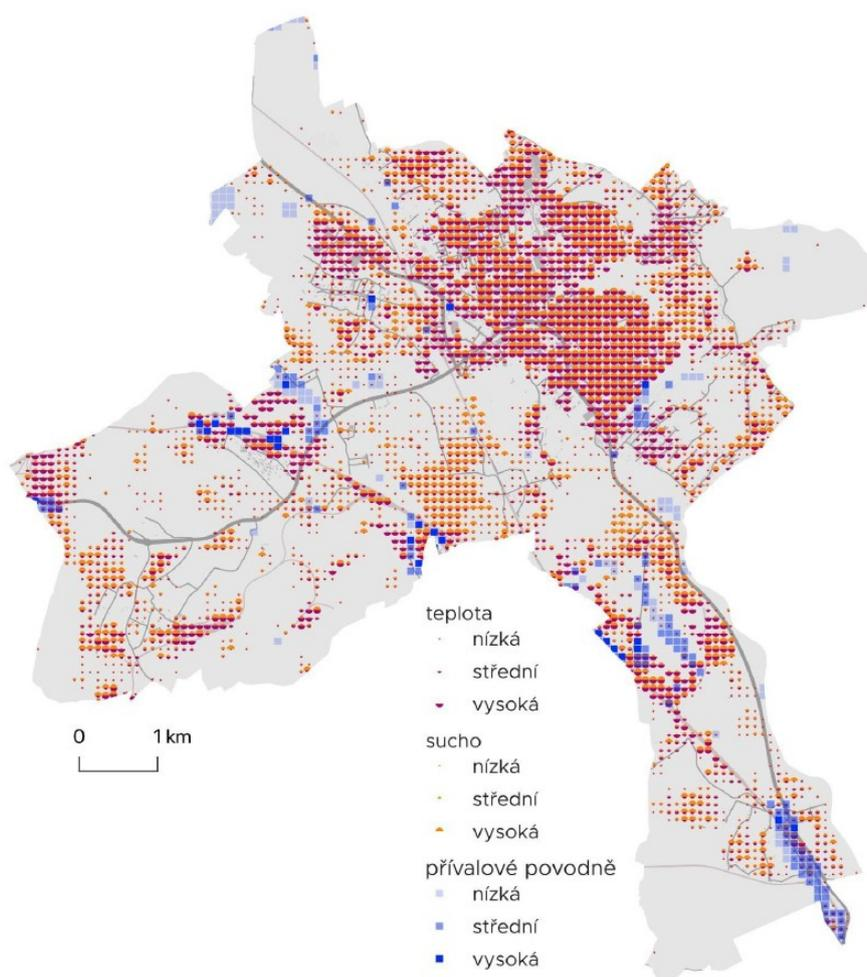 teplota
nízká
střední
vysoká
sucho
nízká
střední
vysoká
přívalové povodně
nízká
střední
vysoká
0 1 km